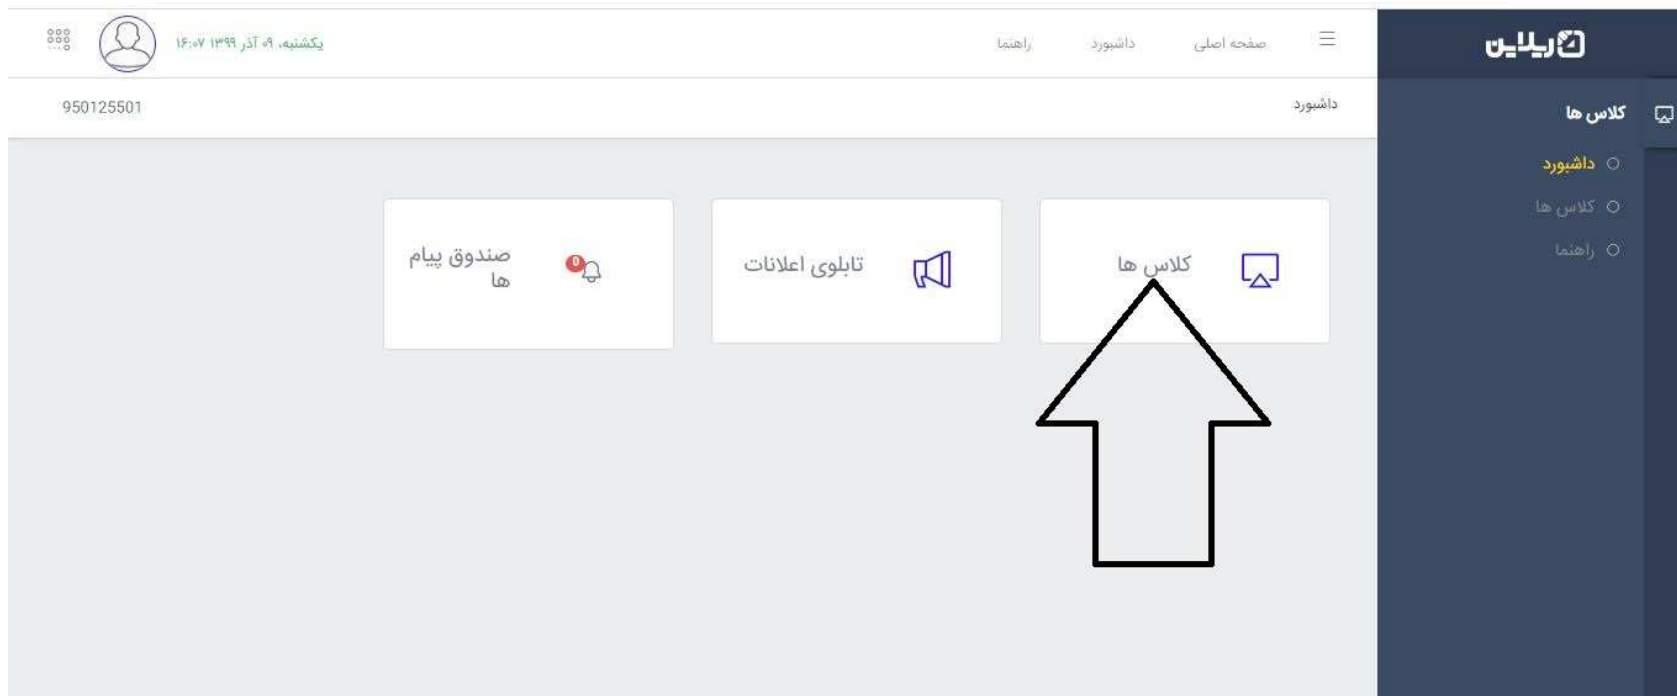 ریلاین
صفحه اصلی
داشبورد
راهنما
یکشنبه، ۰۹ آذر ۱۳۹۹ ۱۶:۰۷
کلاس ها
داشبورد
کلاس ها
راهنما
داشبورد
950125501
کلاس ها
تابلوی اعلانات
0
صندوق پیام
ها